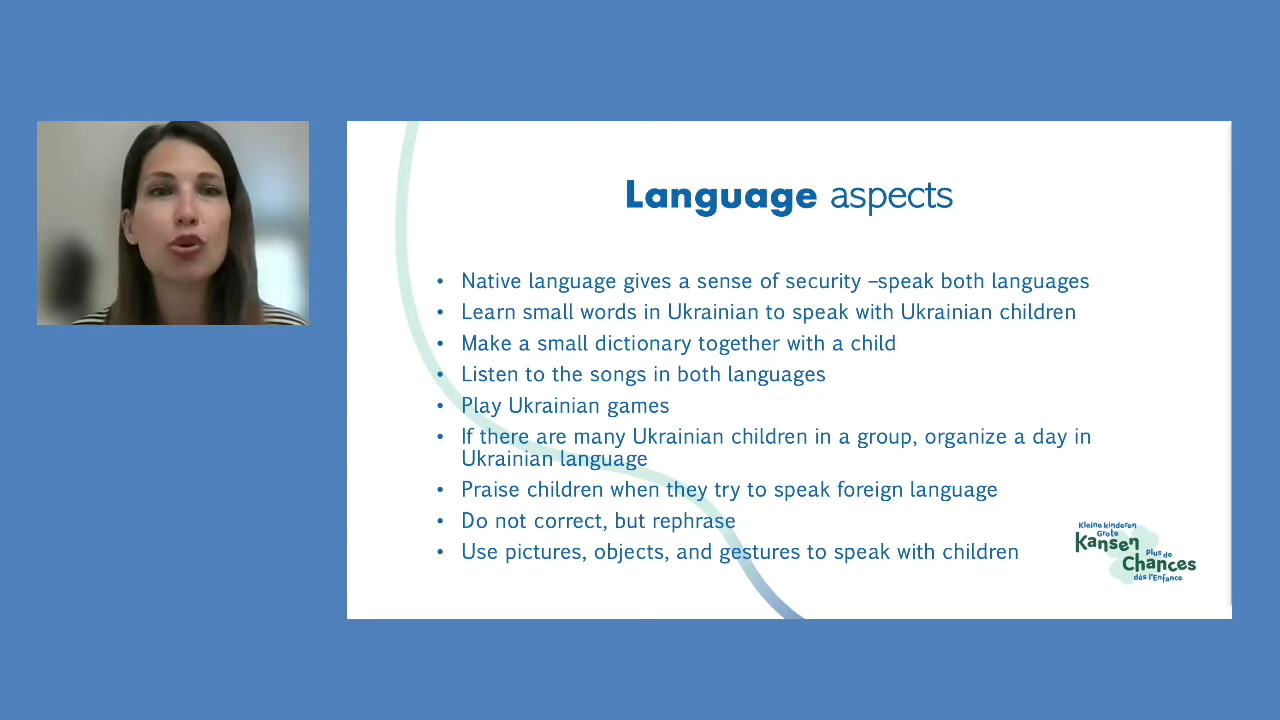 Language aspects
• Native language gives a sense of security –speak both languages
• Learn small words in Ukrainian to speak with Ukrainian children
• Make a small dictionary together with a child
• Listen to the songs in both languages
• Play Ukrainian games
• If there are many Ukrainian children in a group, organize a day in
Ukrainian language
• Praise children when they try to speak foreign language
• Do not correct, but rephrase
• Use pictures, objects, and gestures to speak with children
Kleine kinderen
Grote
Kansen
Plus de
Chances
dès l'Enfance